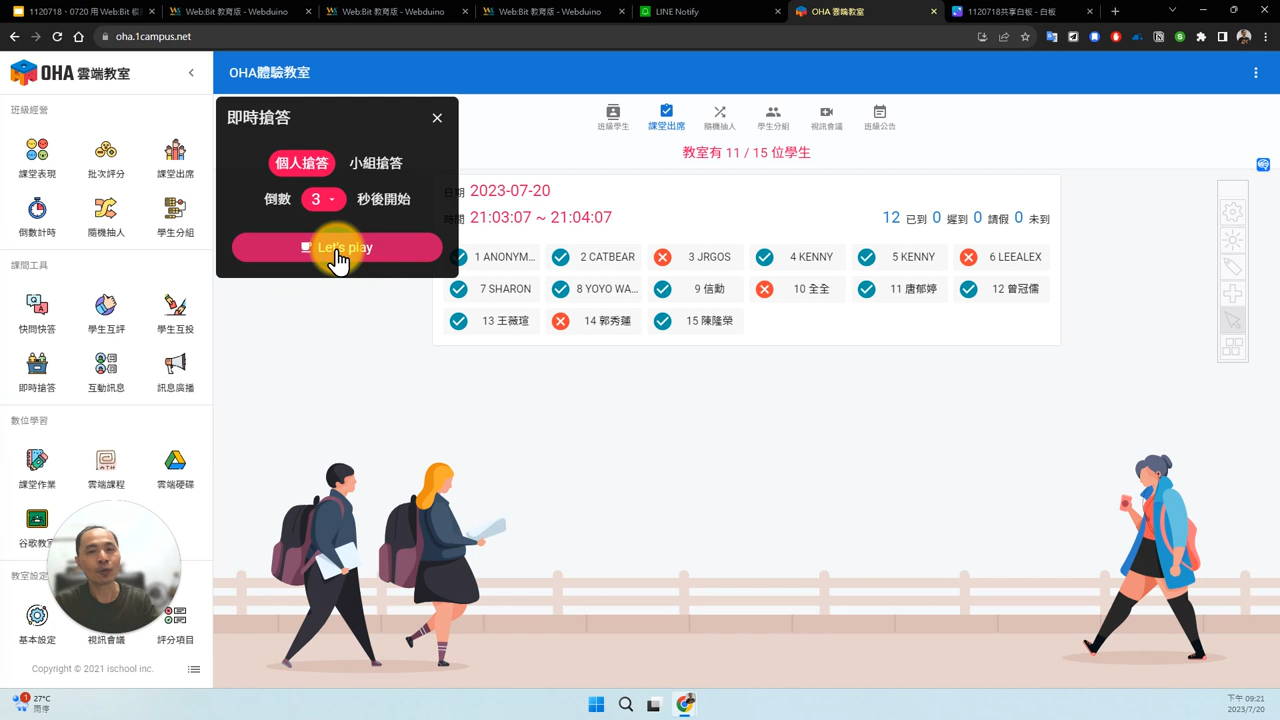 1120718、0720 Web:Bit 模
Web:Bit 教育版 - Webduino
Web:Bit 教育版 - Webduino
Web:Bit 教育版 - Webduino
LINE Notify
OHA 雲端教室
1120718共享白板 - 白板
oha.1campus.net
OHA 雲端教室
OHA體驗教室
班級經營
課堂表現
批次評分
課堂出席
倒數計時
隨機抽人
學生分組
課間工具
快問快答
學生互評
學生互投
即時搶答
互動訊息
訊息廣播
數位學習
課堂作業
雲端課程
雲端硬碟
谷歌教
教室設定
基本設定
視訊會議
評分項目
Copyright © 2021 ischool inc.
即時搶答
個人搶答
小組搶答
倒數 3 秒後開始
Let's play
班級學生
課堂出席
隨機抽人
學生分組
視訊會議
班級公告
教室有 11 / 15 位學生
日期 2023-07-20
時間 21:03:07 ~ 21:04:07
12 已到 0 遲到 0 請假 0 未到
1 ANONYM...
2 CATBEAR
3 JRGOS
4 KENNY
5 KENNY
6 LEEALEX
7 SHARON
8 YOYO WA...
9 信勳
10 全全
11 唐郁婷
12 曾冠儒
13 王薇瑄
14 郭秀蓮
15 陳隆榮
1
27°C
雨停
下午 09:21
2023/7/20